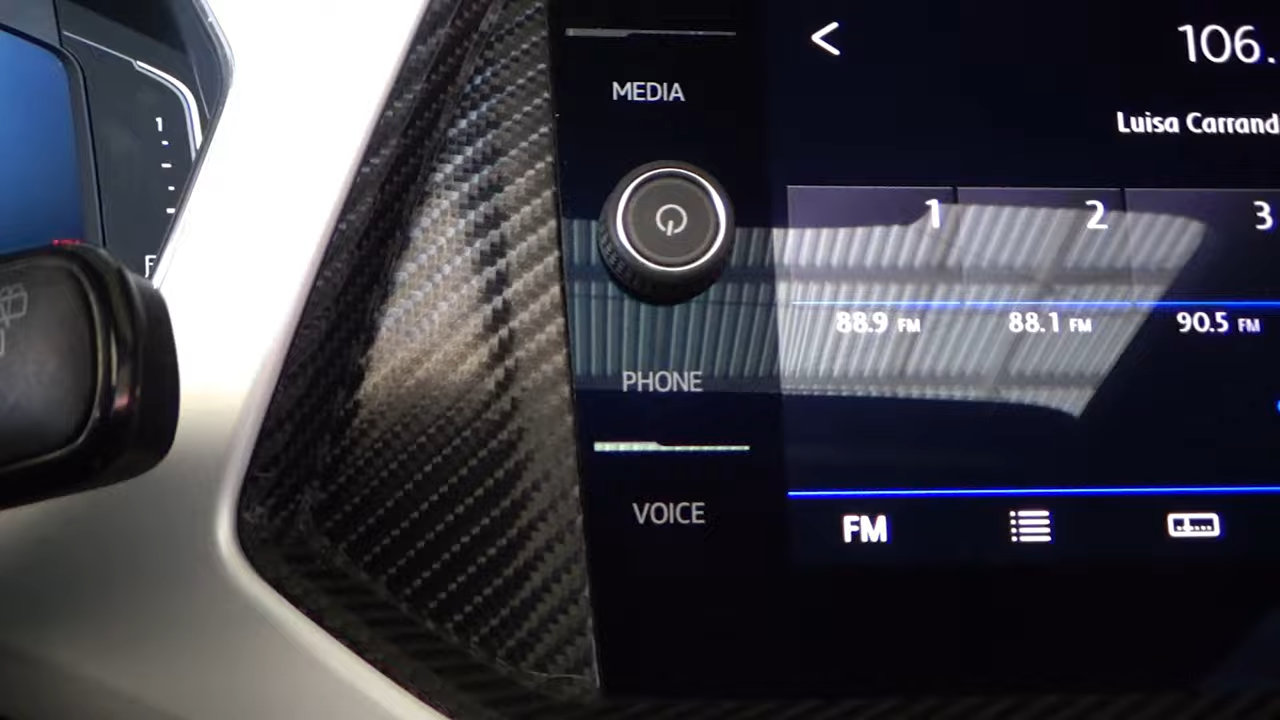 1
F
MEDIA
PHONE
VOICE
106.
Luisa Carrand
1 2 3
88.9 FM 88.1 FM 90.5 FM
FM